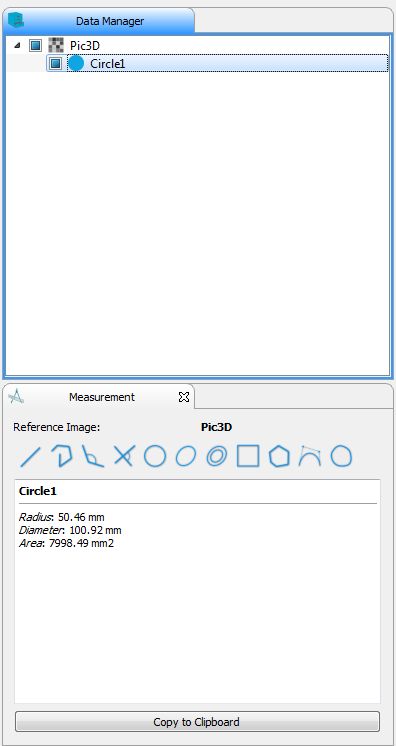 Data Manager
Pic3D
Circle1
Measurement
Reference Image: Pic3D
Circle1
Radius: 50.46 mm
Diameter: 100.92 mm
Area: 7998.49 mm2
Copy to Clipboard